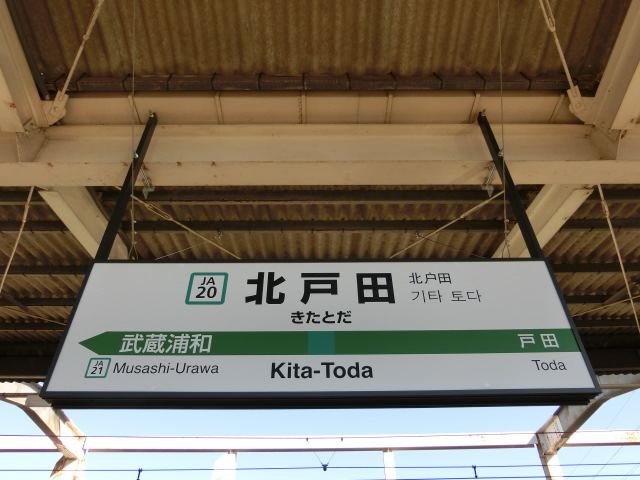 JA
20
北戸田
北户田
기타 토다
きたとだ
武蔵浦和
戸田
JA
21
Musashi-Urawa
Kita-Toda
Toda